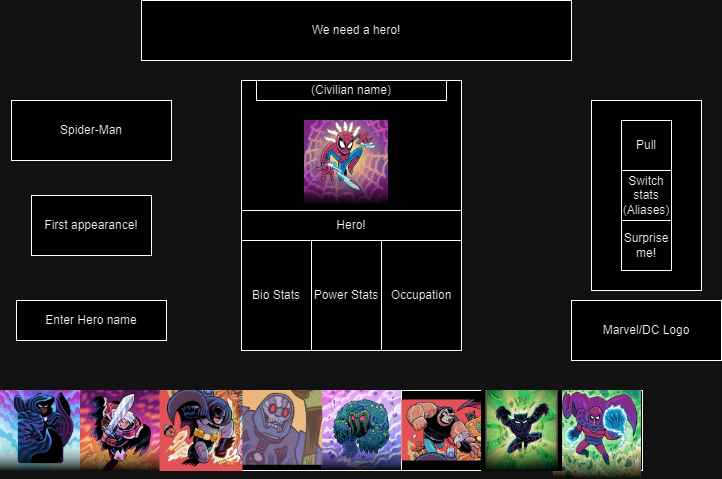 We need a hero!
(Civilian name)
Spider-Man
Pull
Switch
stats
(Aliases)
First appearance!
Hero!
Surprise
me!
Bio Stats
Power Stats
Occupation
Enter Hero name
Marvel/DC Logo